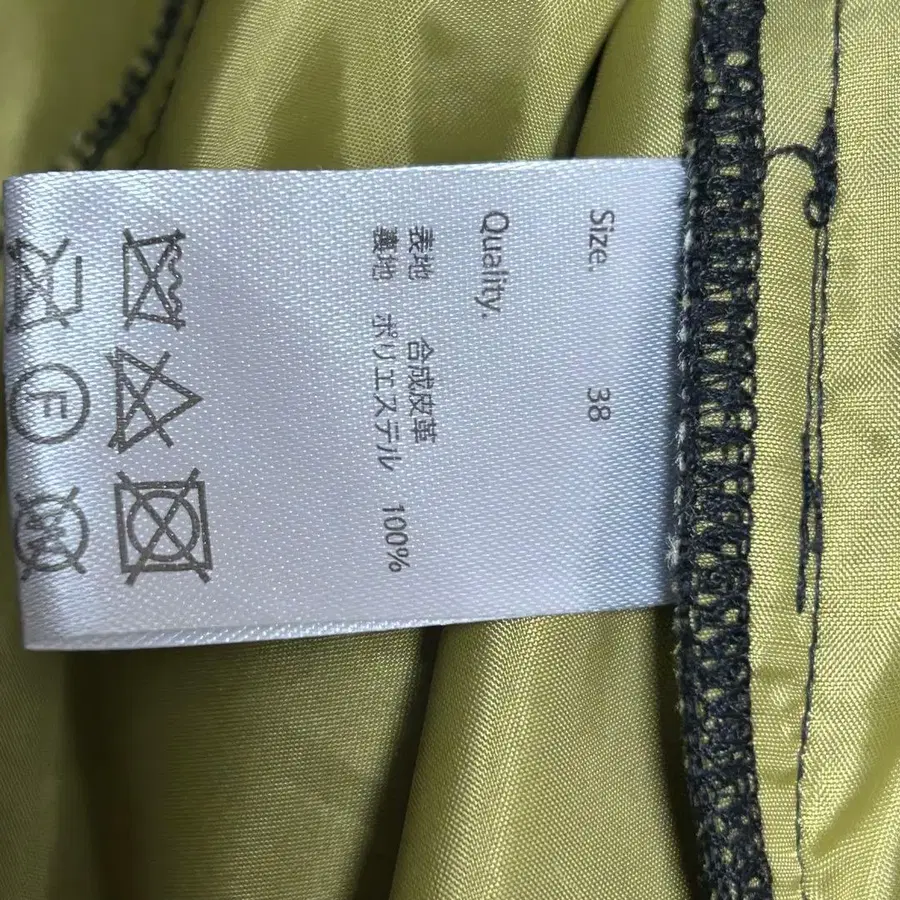 Size. 38
Quality.
表地 合成皮革
裏地 ポリエステル 100%
F
W